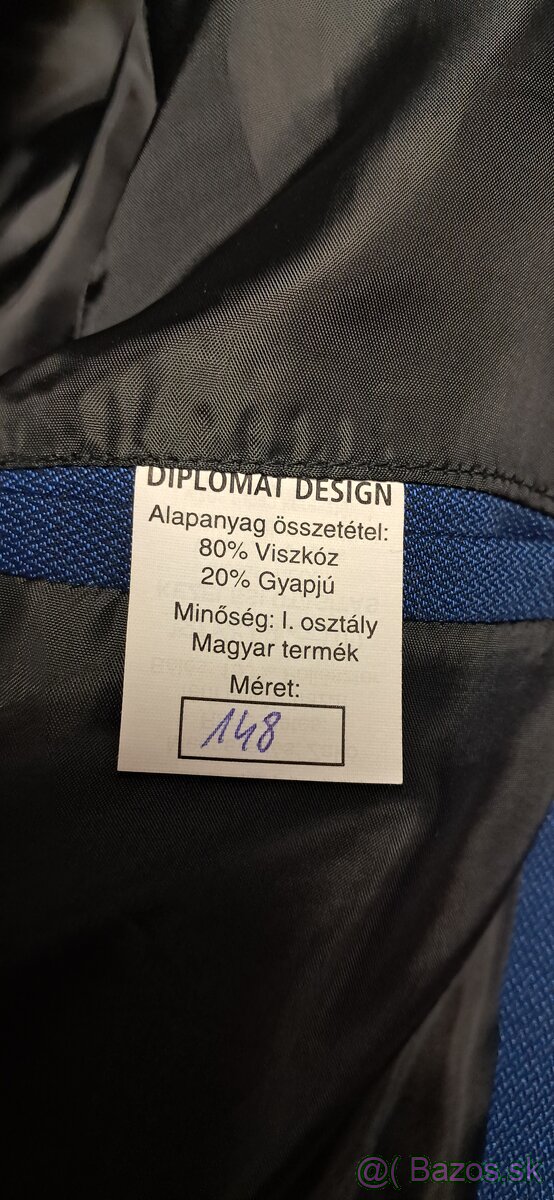 DIPLOMAT DESIGN
Alapanyag összetétel:
80% Viszkóz
20% Gyapjú
Minőség: I. osztály
Magyar termék
Méret:
148
@( Bazos.sk